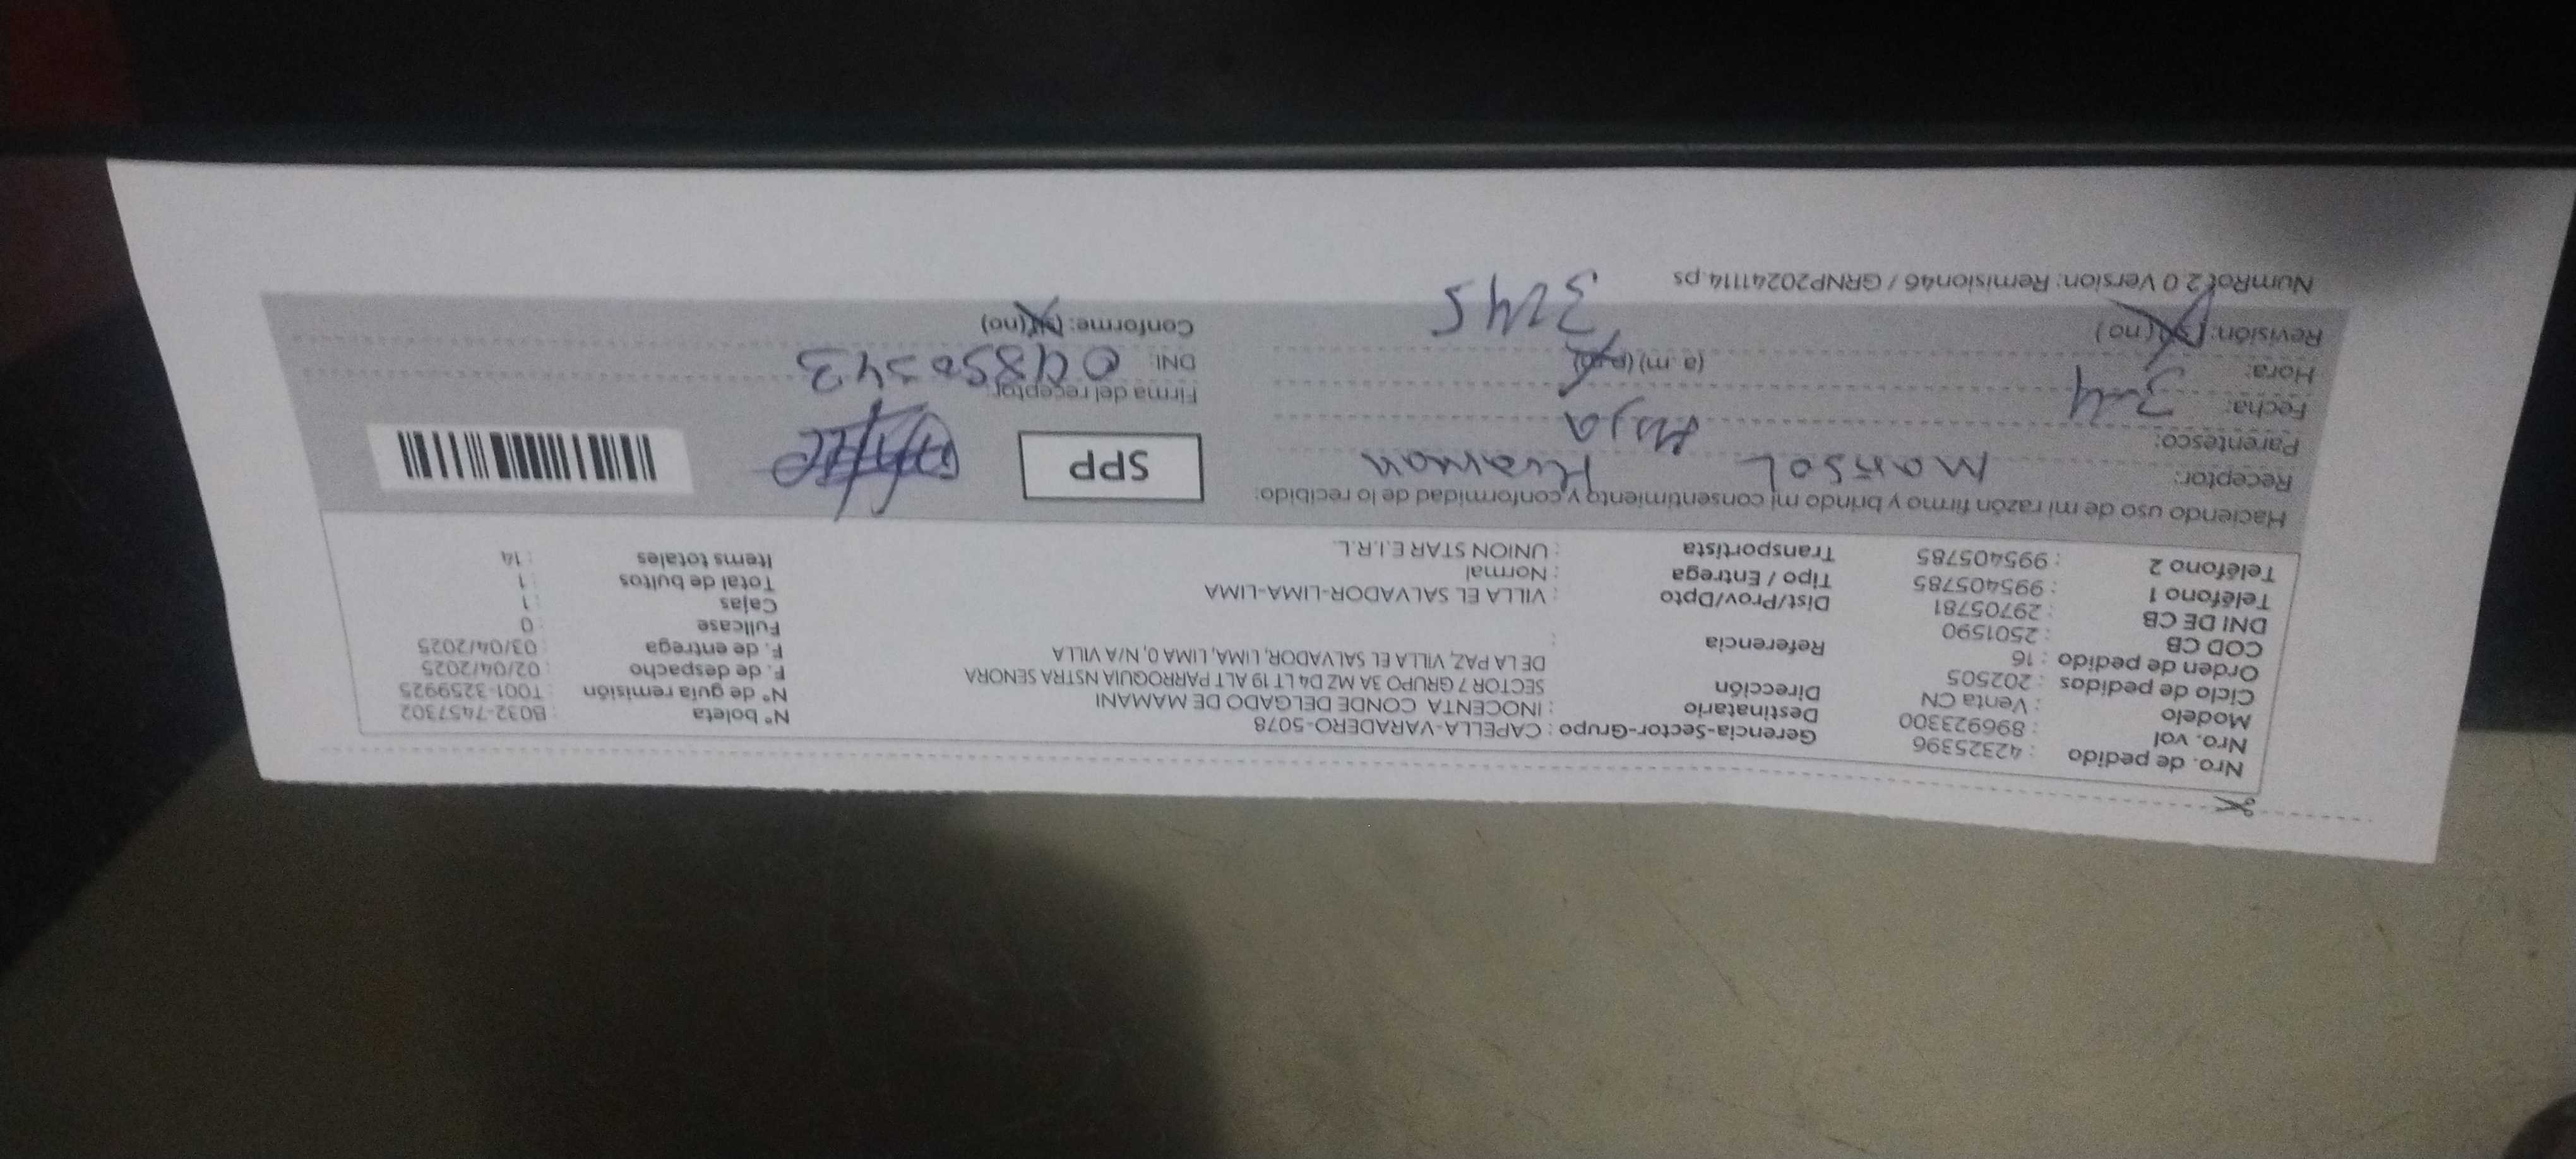 Nro. de pedido : 42325396
Nro. vol : 896923300
Modelo : Venta CN
Ciclo de pedidos : 202505
Orden de pedido : 16
COD CB : 2501590
DNI DE CB : 29705781
Teléfono 1 : 995405785
Teléfono 2 : 995405785
Gerencia-Sector-Grupo : CAPELLA-VARADERO-5078
Destinatario : INOCENTA CONDE DELGADO DE MAMANI
Dirección SECTOR 7 GRUPO 3A MZ D4 LT 19 ALT PARROQUIA NSTRA SENORA
DE LA PAZ, VILLA EL SALVADOR, LIMA, LIMA 0, N/A VILLA
Referencia :
Dist/Prov/Dpto : VILLA EL SALVADOR-LIMA-LIMA
Tipo / Entrega : Normal
Transportista : UNION STAR E.I.R.L.
N° boleta : B032-7457302
N° de guía remisión : T001-3259925
F. de despacho : 02/04/2025
F. de entrega : 03/04/2025
Fullcase : 0
Cajas : 1
Total de bultos : 1
Items totales : 14
Haciendo uso de mi razón firmo y brindo mi consentimiento y conformidad de lo recibido:
Receptor: Marisol Huaman
Parentesco: Hija
Fecha: 3-4
Hora: (a.m) (p.m) 3:45
Revisión: (si) (no)
SPP
Firma del receptor:
DNI:
Conforme: (si) (no)
NumRot 2.0 Version: Remision46 / GRNP20241114.ps